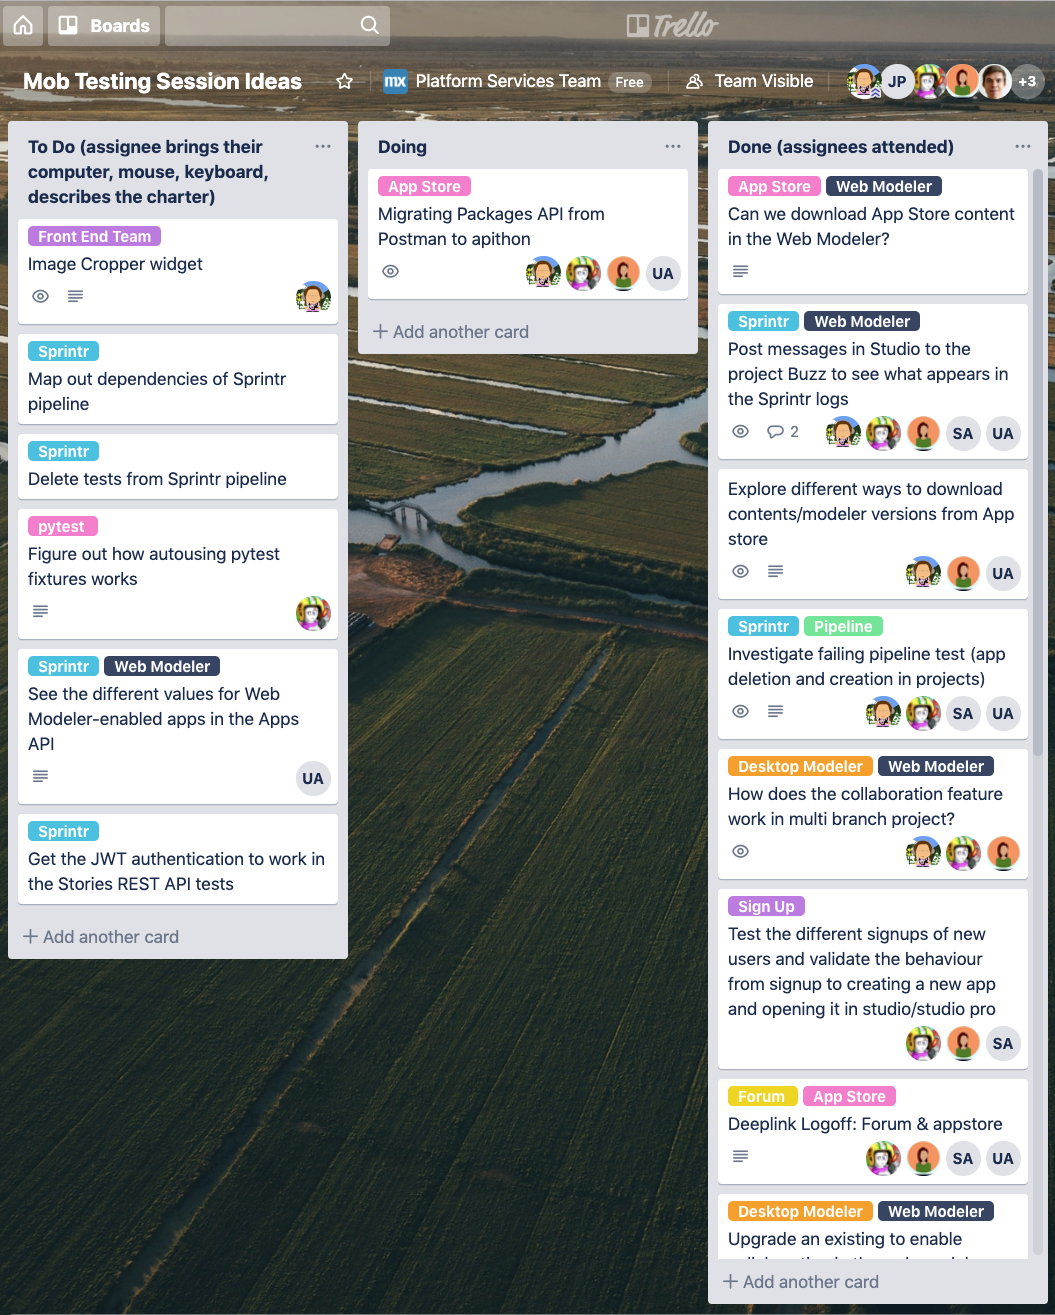 Boards
Trello
Mob Testing Session Ideas
mx Platform Services Team Free
Team Visible
JP
+3
To Do (assignee brings their
computer, mouse, keyboard,
describes the charter)
Front End Team
Image Cropper widget
Sprintr
Map out dependencies of Sprintr
pipeline
Sprintr
Delete tests from Sprintr pipeline
pytest
Figure out how autousing pytest
fixtures works
Sprintr Web Modeler
See the different values for Web
Modeler-enabled apps in the Apps
API
UA
Sprintr
Get the JWT authentication to work in
the Stories REST API tests
+ Add another card
Doing
App Store
Migrating Packages API from
Postman to apithon
UA
+ Add another card
Done (assignees attended)
App Store Web Modeler
Can we download App Store content
in the Web Modeler?
Sprintr Web Modeler
Post messages in Studio to the
project Buzz to see what appears in
the Sprintr logs
2 SA UA
Explore different ways to download
contents/modeler versions from App
store
UA
Sprintr Pipeline
Investigate failing pipeline test (app
deletion and creation in projects)
SA UA
Desktop Modeler Web Modeler
How does the collaboration feature
work in multi branch project?
Sign Up
Test the different signups of new
users and validate the behaviour
from signup to creating a new app
and opening it in studio/studio pro
SA
Forum App Store
Deeplink Logoff: Forum & appstore
SA UA
Desktop Modeler Web Modeler
Upgrade an existing to enable
+ Add another card